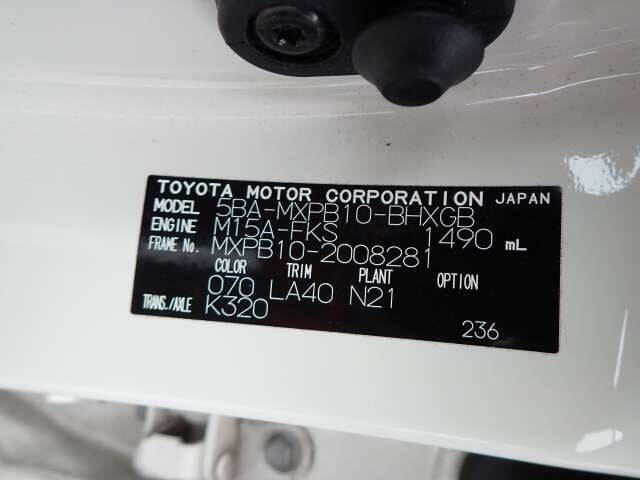 TOYOTA MOTOR CORPORATION JAPAN
MODEL 5BA-MXPB10-BHXGB
ENGINE M15A-FKS 1490 mL
FRAME No. MXPB10-2008281
COLOR TRIM PLANT OPTION
070 LA40 N21
TRANS./AXLE K320
236